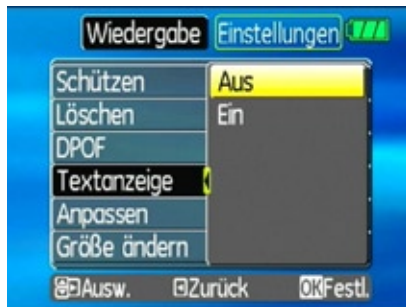 Wiedergabe Einstellungen
Schützen Aus
Löschen Ein
DPOF
Textanzeige
Anpassen
Größe ändern
Ausw. Zurück OK Festl.